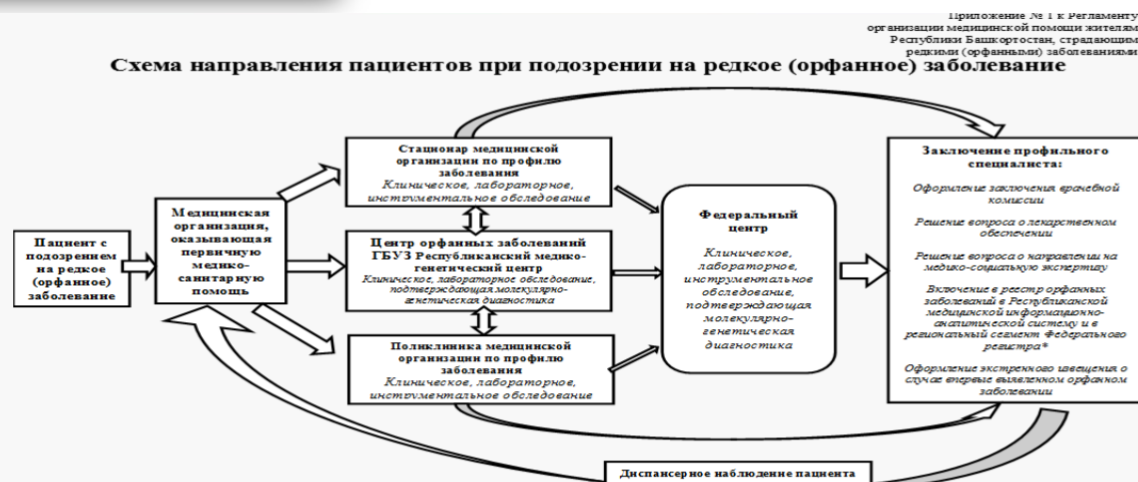 Приложение № 1 к Регламенту
организации медицинской помощи жителям
Республики Башкортостан, страдающим
редкими (орфанными) заболеваниями
Схема направления пациентов при подозрении на редкое (орфанное) заболевание
Пациент с
подозрением
на редкое
(орфанное)
заболевание
Медицинская
организация,
оказывающая
первичную
медико-
санитарную
помощь
Стационар медицинской
организации по профилю
заболевания
Клиническое, лабораторное,
инструментальное обследование
Центр орфанных заболеваний
ГБУЗ Республиканский медико-
генетический центр
Клиническое, лабораторное обследование,
подтверждающая молекулярно-
генетическая диагностика
Поликлиника медицинской
организации по профилю
заболевания
Клиническое, лабораторное,
инструментальное обследование
Федеральный
центр
Клиническое,
лабораторное,
инструментальное
обследование,
подтверждающая
молекулярно-
генетическая
диагностика
Заключение профильного
специалиста:
Оформление заключения врачебной
комиссии
Решение вопроса о лекарственном
обеспечении
Решение вопроса о направлении на
медико-социальную экспертизу
Включение в реестр орфанных
заболеваний в Республиканской
медицинской информационно-
аналитической систему и в
региональный сегмент Федерального
регистра*
Оформление экстренного извещения о
случае впервые выявленном орфанном
заболевании
Диспансерное наблюдение пациента